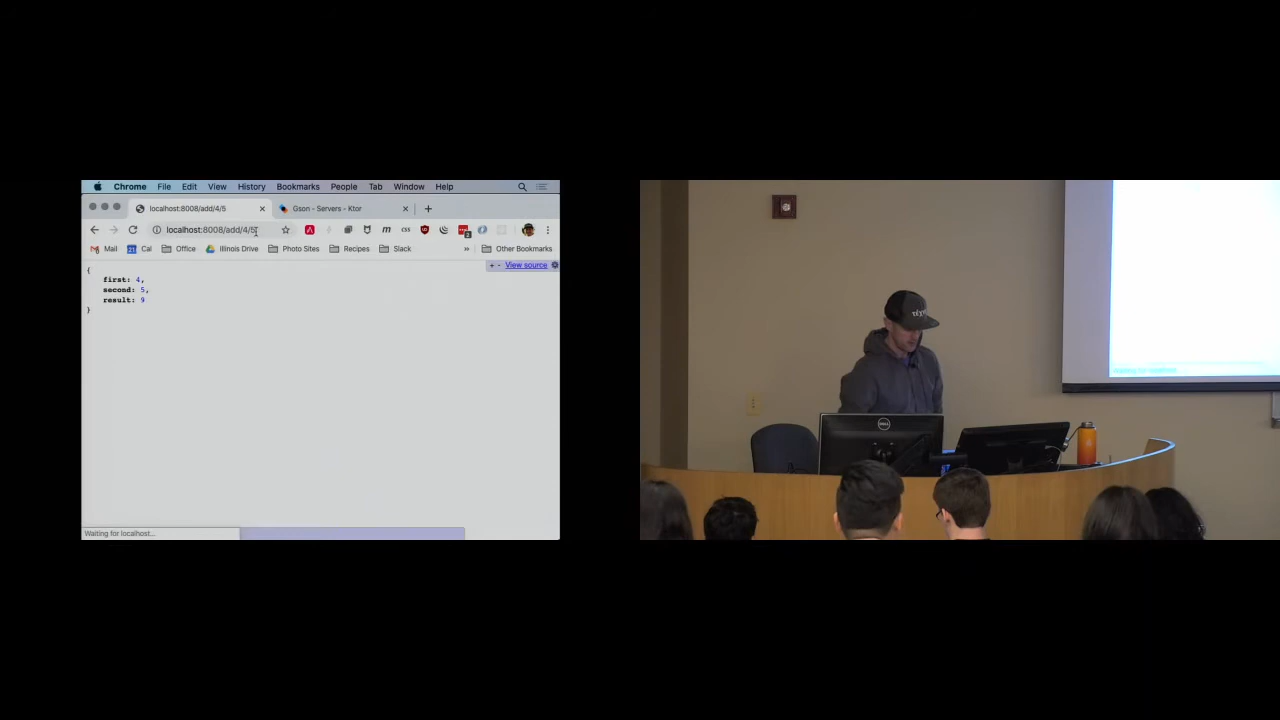 Chrome File Edit View History Bookmarks People Tab Window Help
localhost:8008/add/4/5
Gson - Servers - Ktor
localhost:8008/add/4/5
Mail Cal Office Illinois Drive Photo Sites Recipes Slack » Other Bookmarks
+ - View source
{
first: 4,
second: 5,
result: 9
}
Waiting for localhost...
DELL